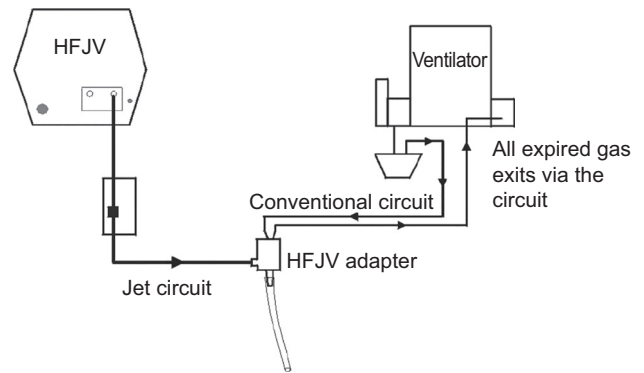 HFJV
Ventilator
All expired gas
exits via the
circuit
Conventional circuit
HFJV adapter
Jet circuit